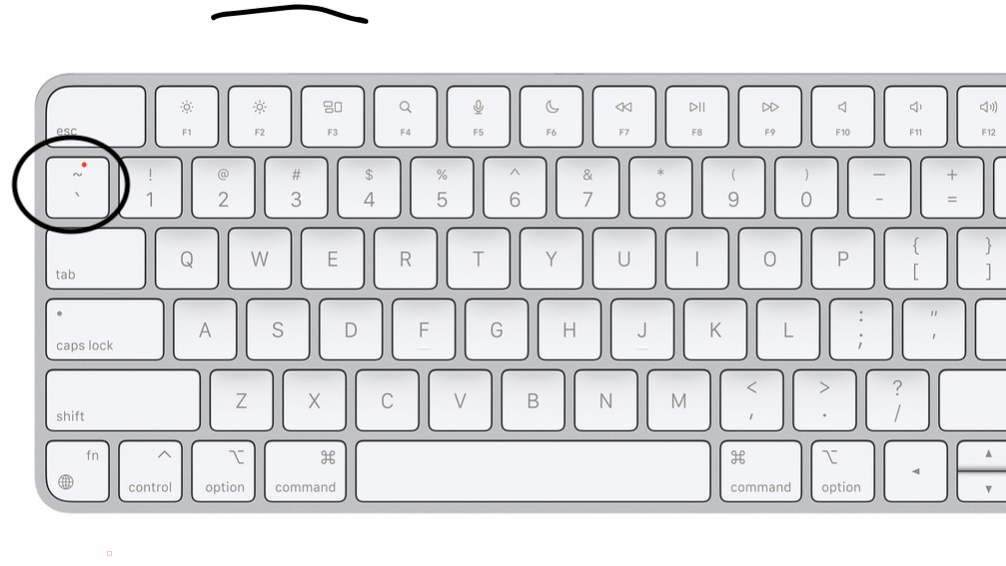 esc F1 F2 F3 F4 F5 F6 F7 F8 F9 F10 F11 F12
~ ! @ # $ % ^ & * ( ) — +
` 1 2 3 4 5 6 7 8 9 0 - =
tab Q W E R T Y U I O P { }
[ ]
caps lock A S D F G H J K L : "
; '
shift Z X C V B N M < > ?
, . /
fn
control option command command option